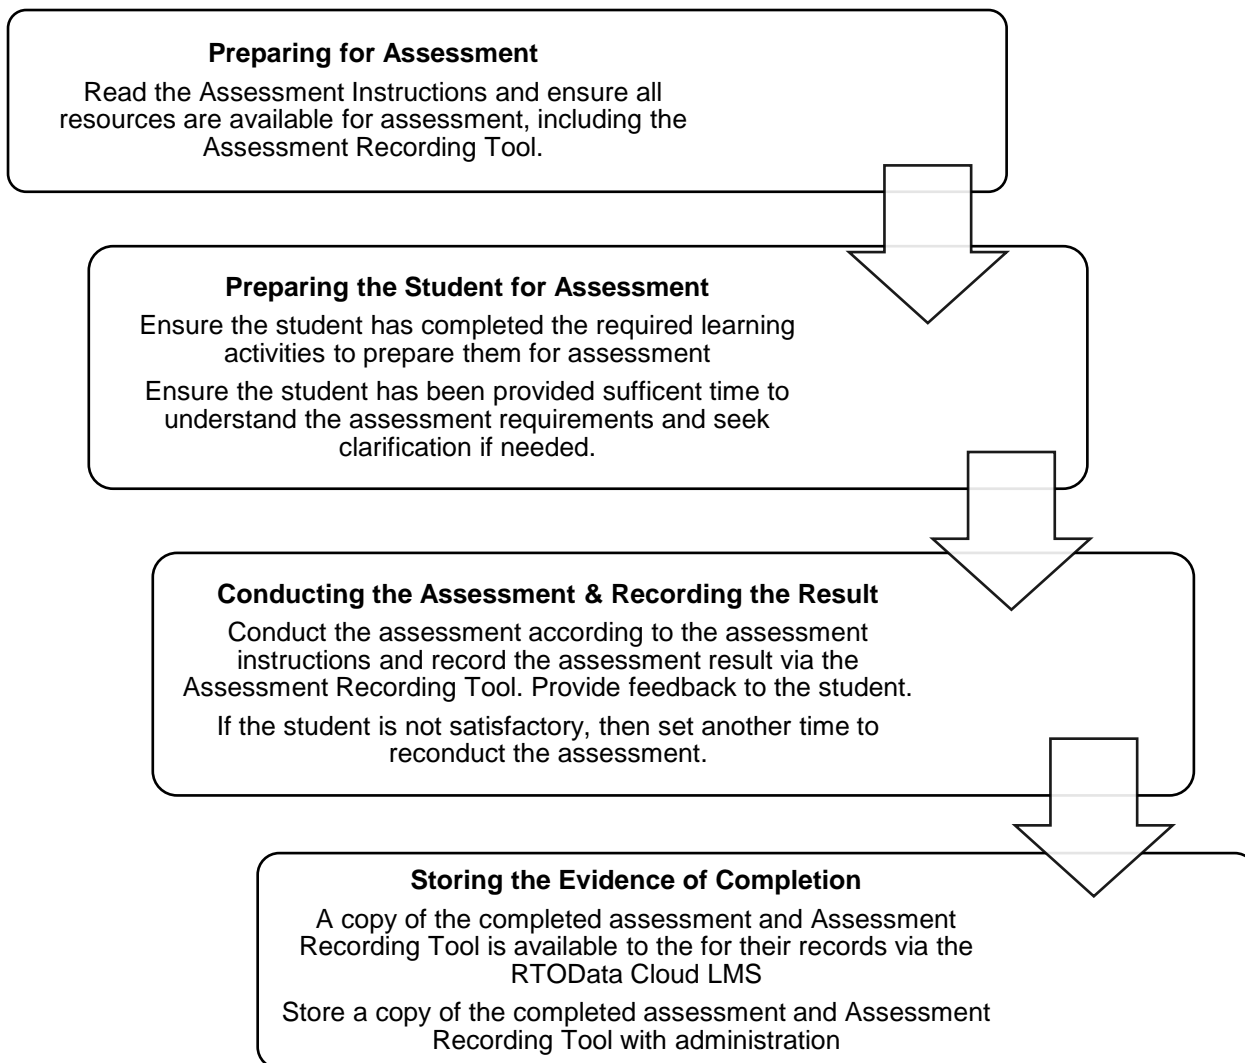 Preparing for Assessment
Read the Assessment Instructions and ensure all
resources are available for assessment, including the
Assessment Recording Tool.
Preparing the Student for Assessment
Ensure the student has completed the required learning
activities to prepare them for assessment
Ensure the student has been provided sufficent time to
understand the assessment requirements and seek
clarification if needed.
Conducting the Assessment & Recording the Result
Conduct the assessment according to the assessment
instructions and record the assessment result via the
Assessment Recording Tool. Provide feedback to the student.
If the student is not satisfactory, then set another time to
reconduct the assessment.
Storing the Evidence of Completion
A copy of the completed assessment and Assessment
Recording Tool is available to the for their records via the
RTOData Cloud LMS
Store a copy of the completed assessment and Assessment
Recording Tool with administration